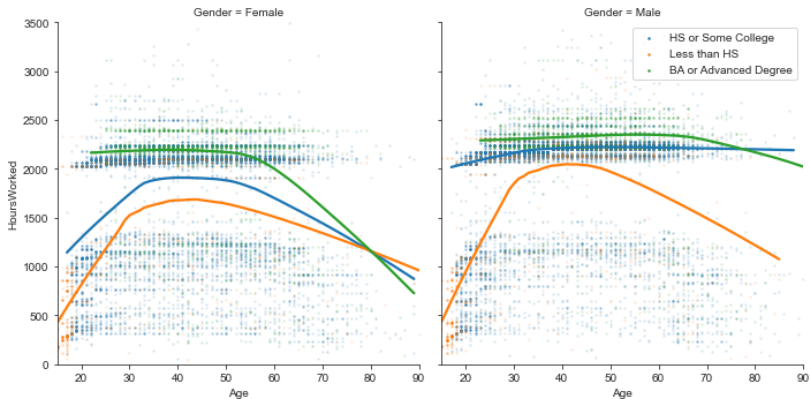 Gender = Female
Gender = Male
3500
3000
2500
2000
1500
1000
500
0
HoursWorked
HS or Some College
Less than HS
BA or Advanced Degree
20 30 40 50 60 70 80 90
20 30 40 50 60 70 80 90
Age
Age